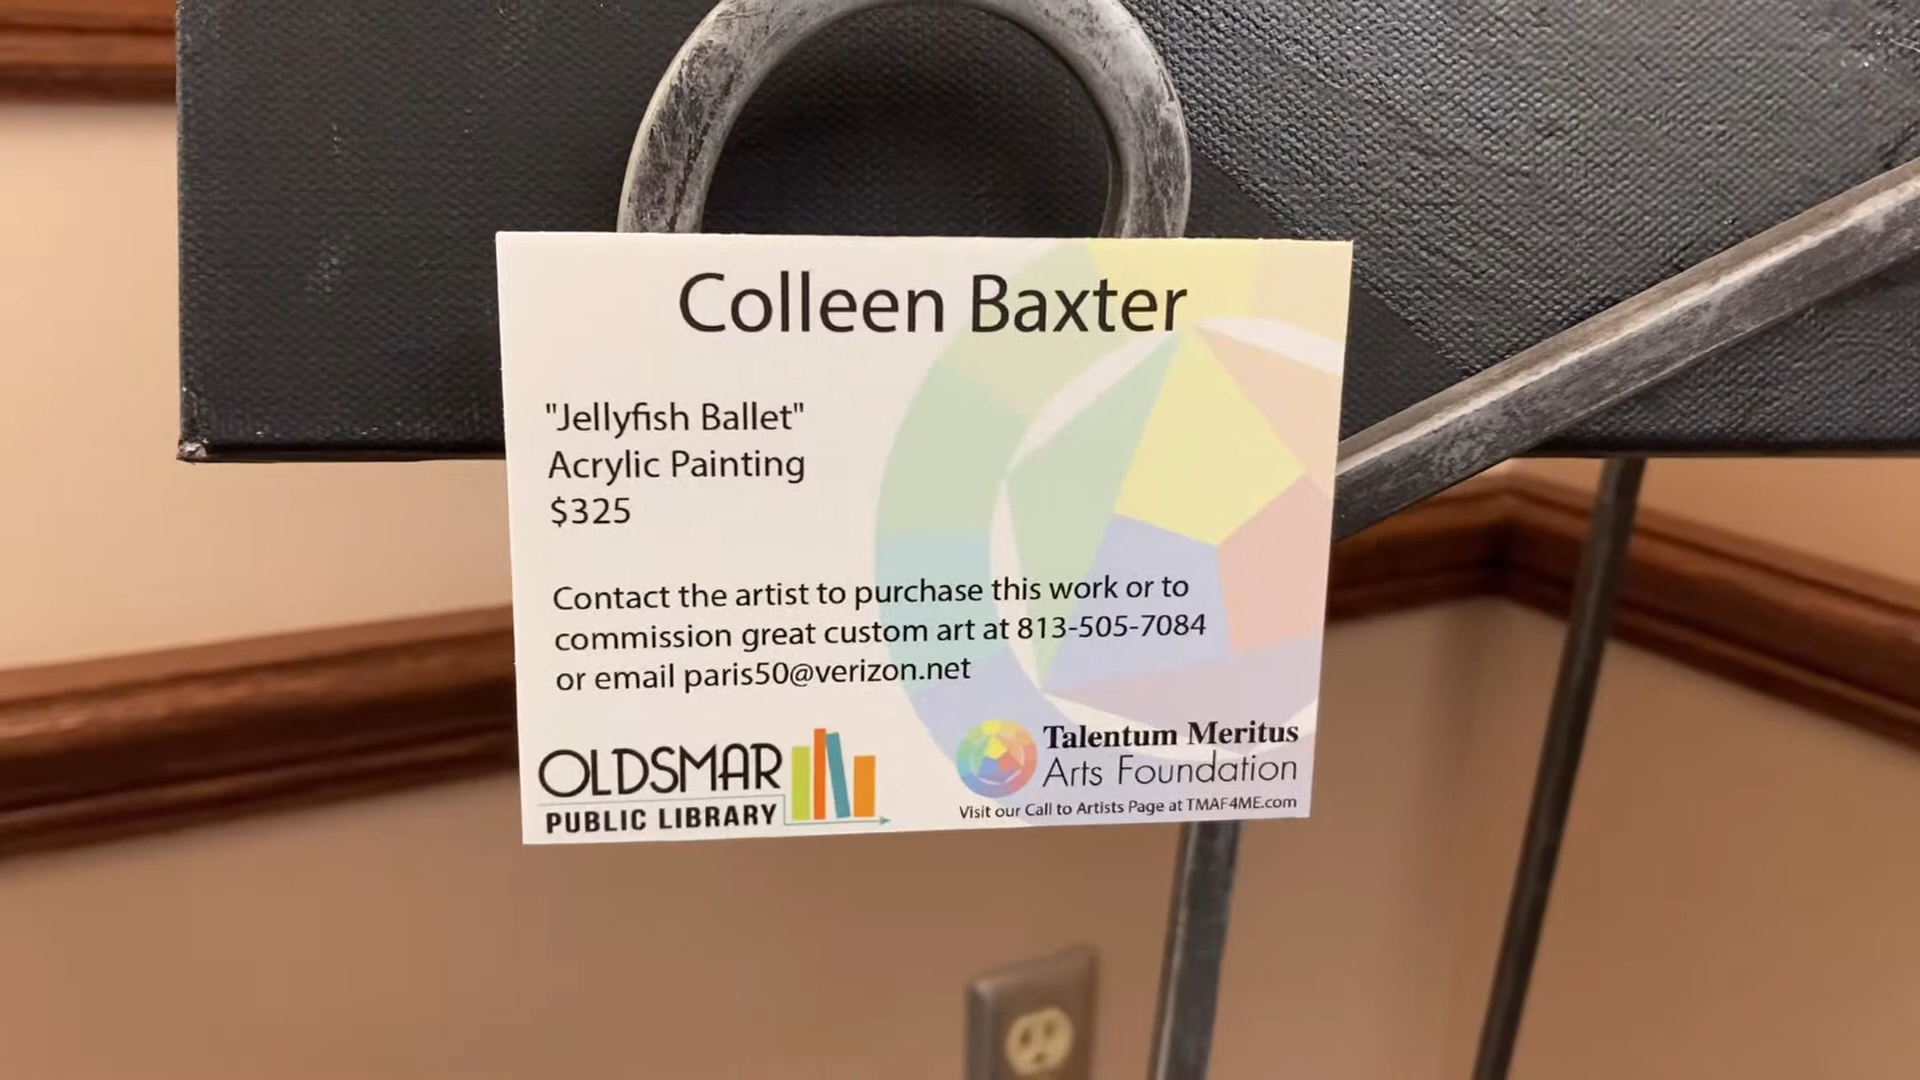 Colleen Baxter
"Jellyfish Ballet"
Acrylic Painting
$325
Contact the artist to purchase this work or to
commission great custom art at 813-505-7084
or email paris50@verizon.net
OLDSMAR
PUBLIC LIBRARY
Talentum Meritus
Arts Foundation
Visit our Call to Artists Page at TMAF4ME.com